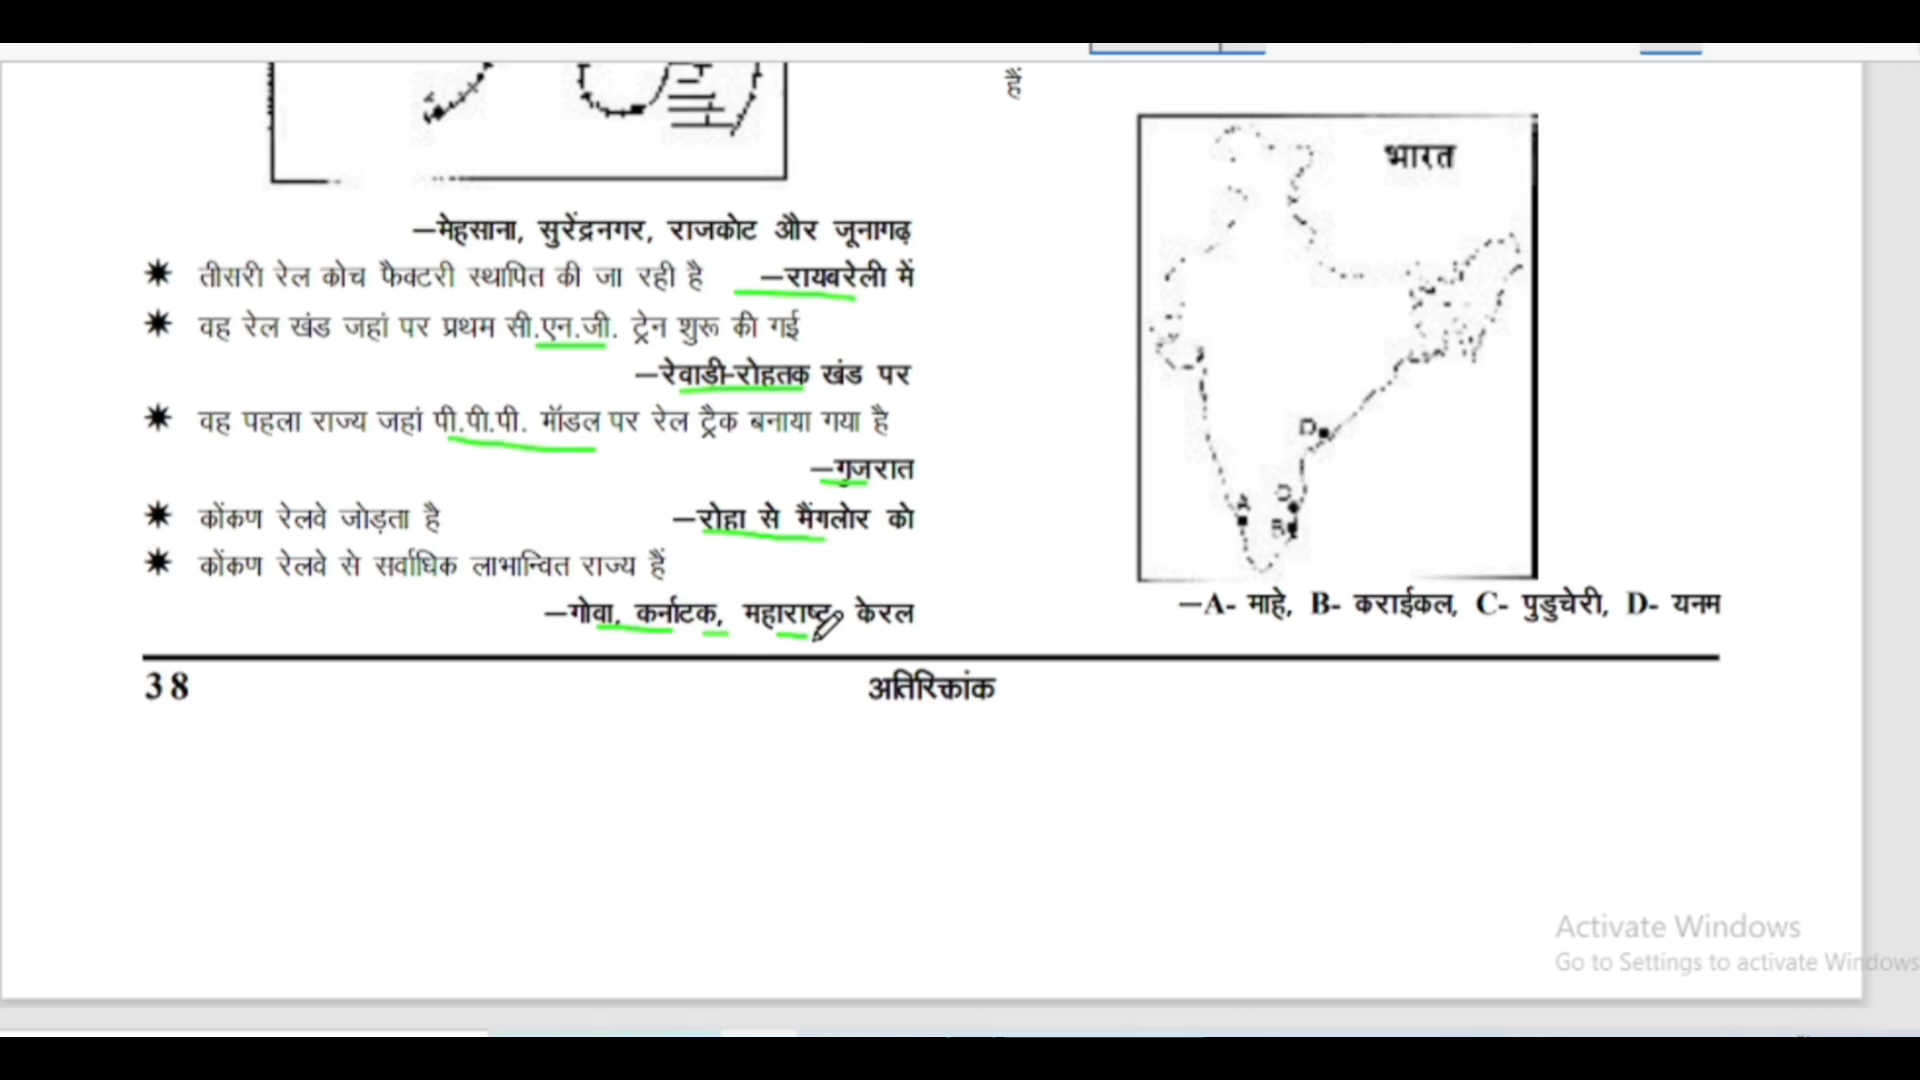 —मेहसाना, सुरेंद्रनगर, राजकोट और जूनागढ़
✷ तीसरी रेल कोच फैक्टरी स्थापित की जा रही है —रायबरेली में
✷ वह रेल खंड जहां पर प्रथम सी.एन.जी. ट्रेन शुरू की गई
—रेवाड़ी-रोहतक खंड पर
✷ वह पहला राज्य जहां पी.पी.पी. मॉडल पर रेल ट्रैक बनाया गया है
—गुजरात
✷ कोंकण रेलवे जोड़ता है —रोहा से मैंगलोर को
✷ कोंकण रेलवे से सर्वाधिक लाभान्वित राज्य हैं
—गोवा, कर्नाटक, महाराष्ट्र, केरल
हैं
भारत
D
A
C
B
—A- माहे, B- कराईकल, C- पुडुचेरी, D- यनम
38
अतिरिक्तांक
Activate Windows
Go to Settings to activate Windows